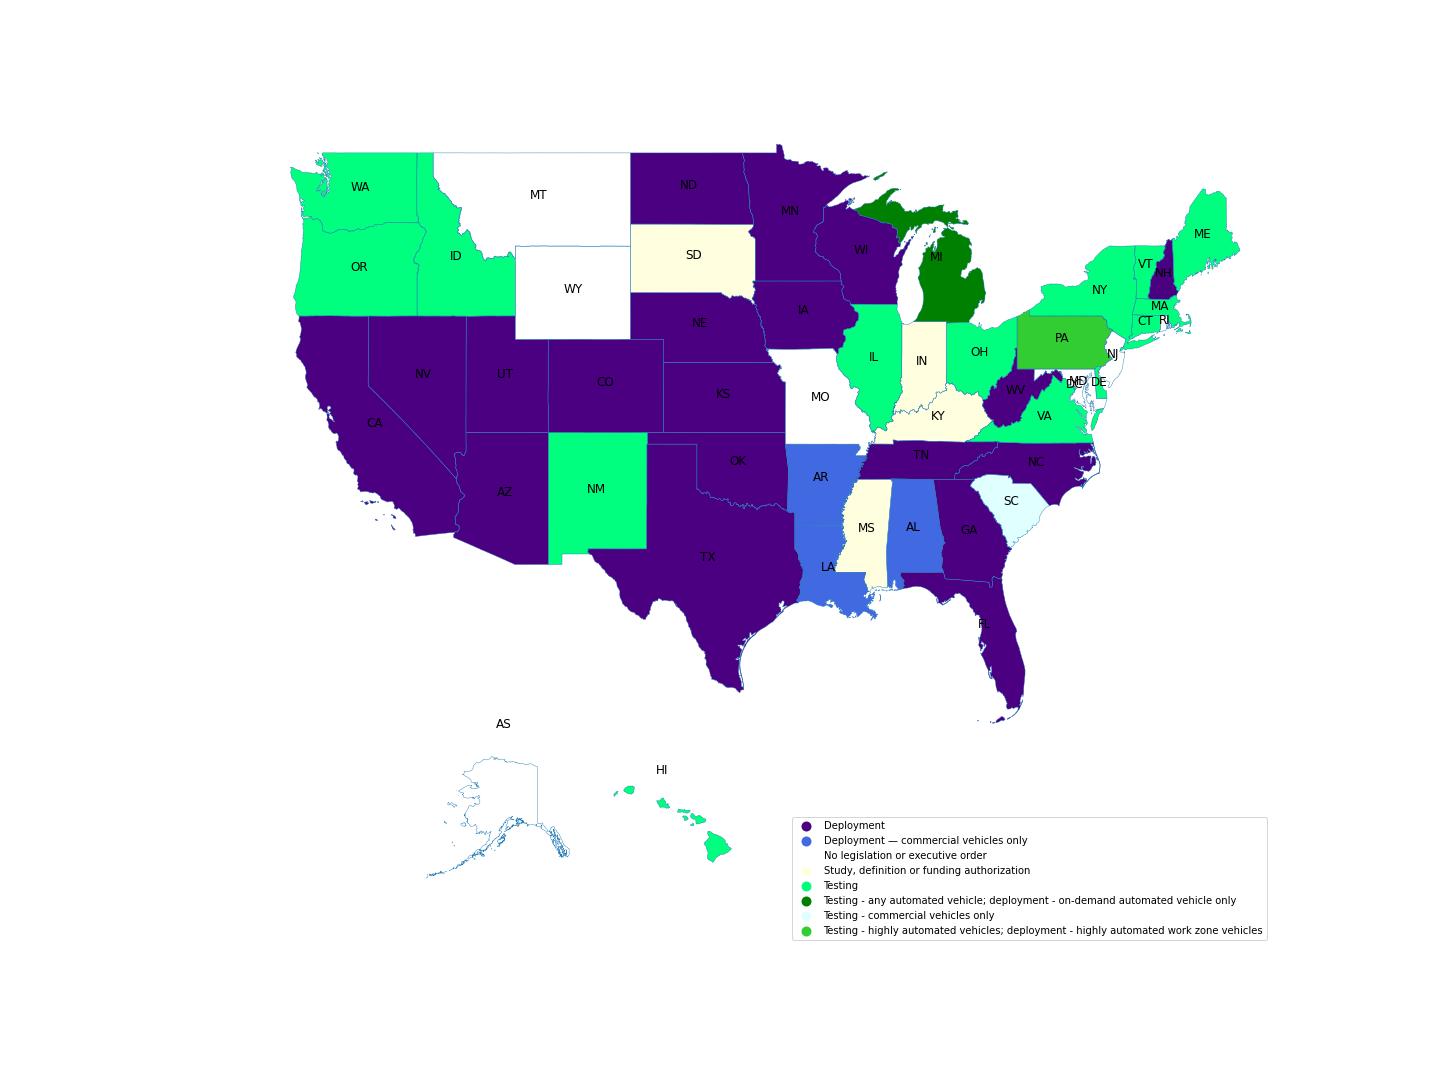 WA
MT
ND
MN
OR
ID
SD
WI
MI
ME
WY
VT
NH
NY
MA
CT
RI
NE
IA
PA
NJ
NV
UT
CO
KS
MO
IL
IN
OH
WV
MD
DC
DE
VA
KY
CA
AZ
NM
OK
AR
TN
NC
SC
TX
LA
MS
AL
GA
FL
AS
HI
Deployment
Deployment — commercial vehicles only
No legislation or executive order
Study, definition or funding authorization
Testing
Testing - any automated vehicle; deployment - on-demand automated vehicle only
Testing - commercial vehicles only
Testing - highly automated vehicles; deployment - highly automated work zone vehicles